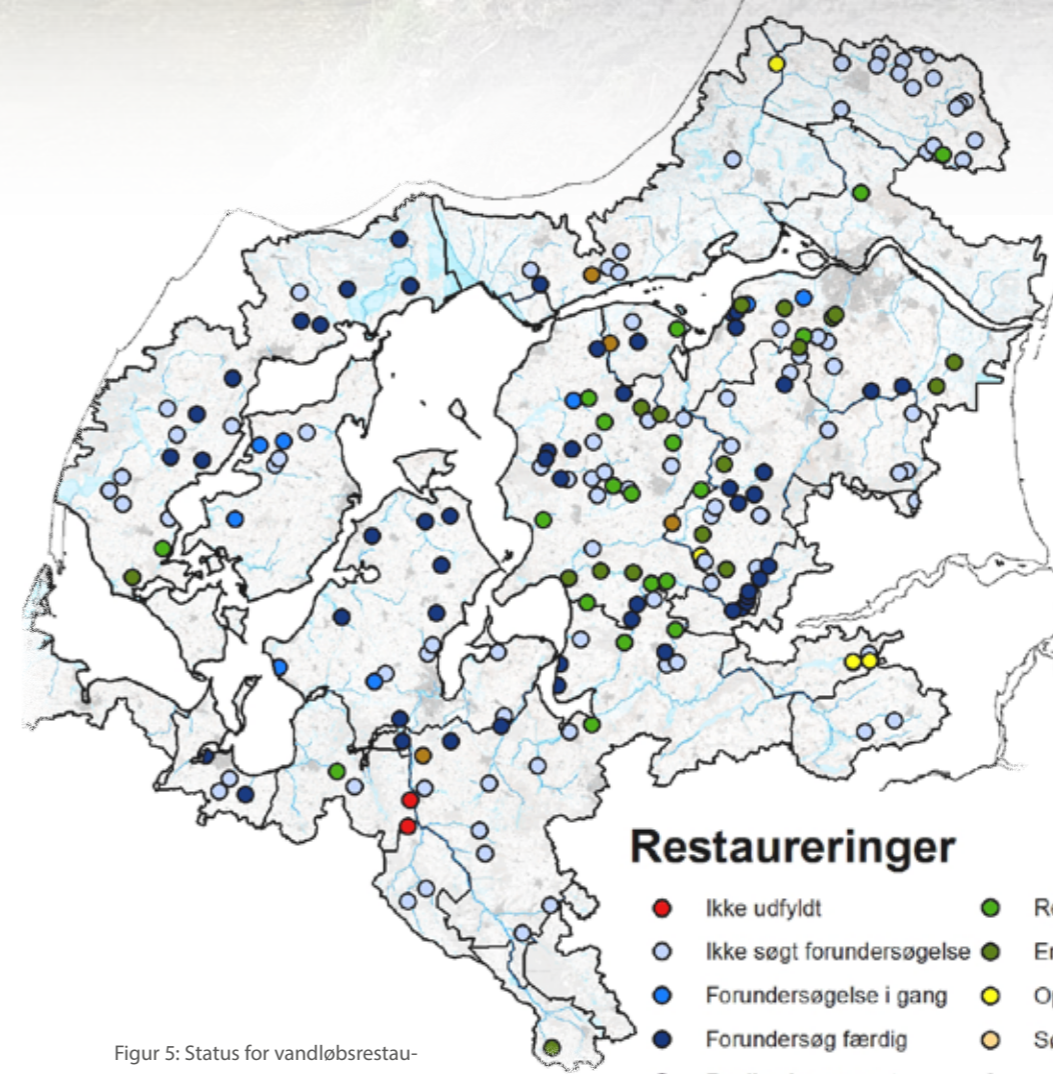 Restaureringer
Ikke udfyldt
Ikke søgt forundersøgelse
Forundersøgelse i gang
Forundersøg færdig
Figur 5: Status for vandløbsrestau-